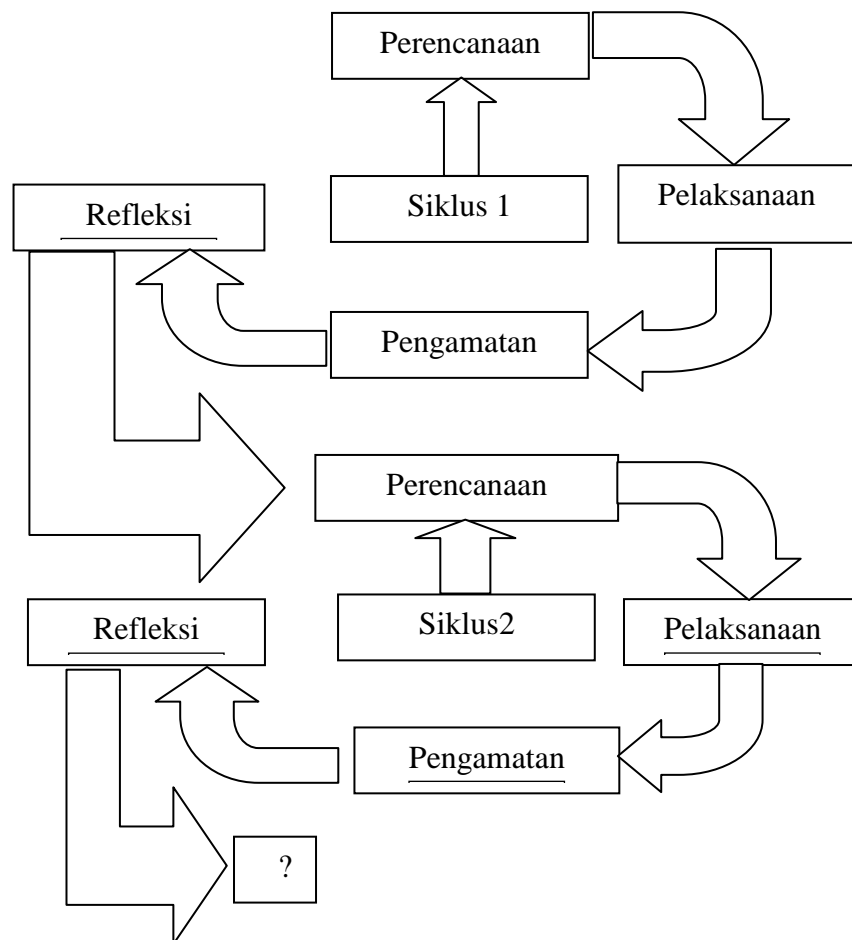 Perencanaan
Siklus 1
Pelaksanaan
Refleksi
Pengamatan
Perencanaan
Siklus2
Pelaksanaan
Refleksi
Pengamatan
?